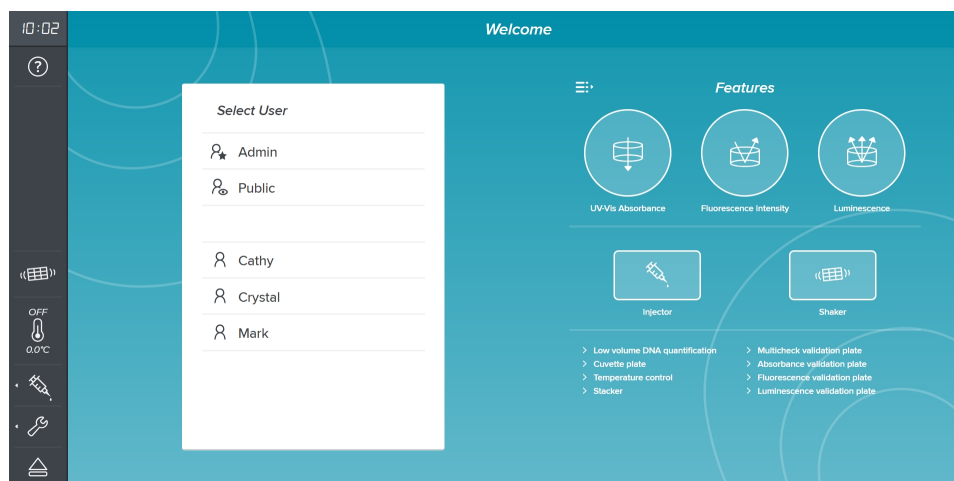 10:02
Welcome
?
Select User
Admin
Public
Cathy
Crystal
Mark
OFF
0.0°C
Features
UV-Vis Absorbance
Fluorescence Intensity
Luminescence
Injector
Shaker
> Low volume DNA quantification
> Cuvette plate
> Temperature control
> Stacker
> Multicheck validation plate
> Absorbance validation plate
> Fluorescence validation plate
> Luminescence validation plate